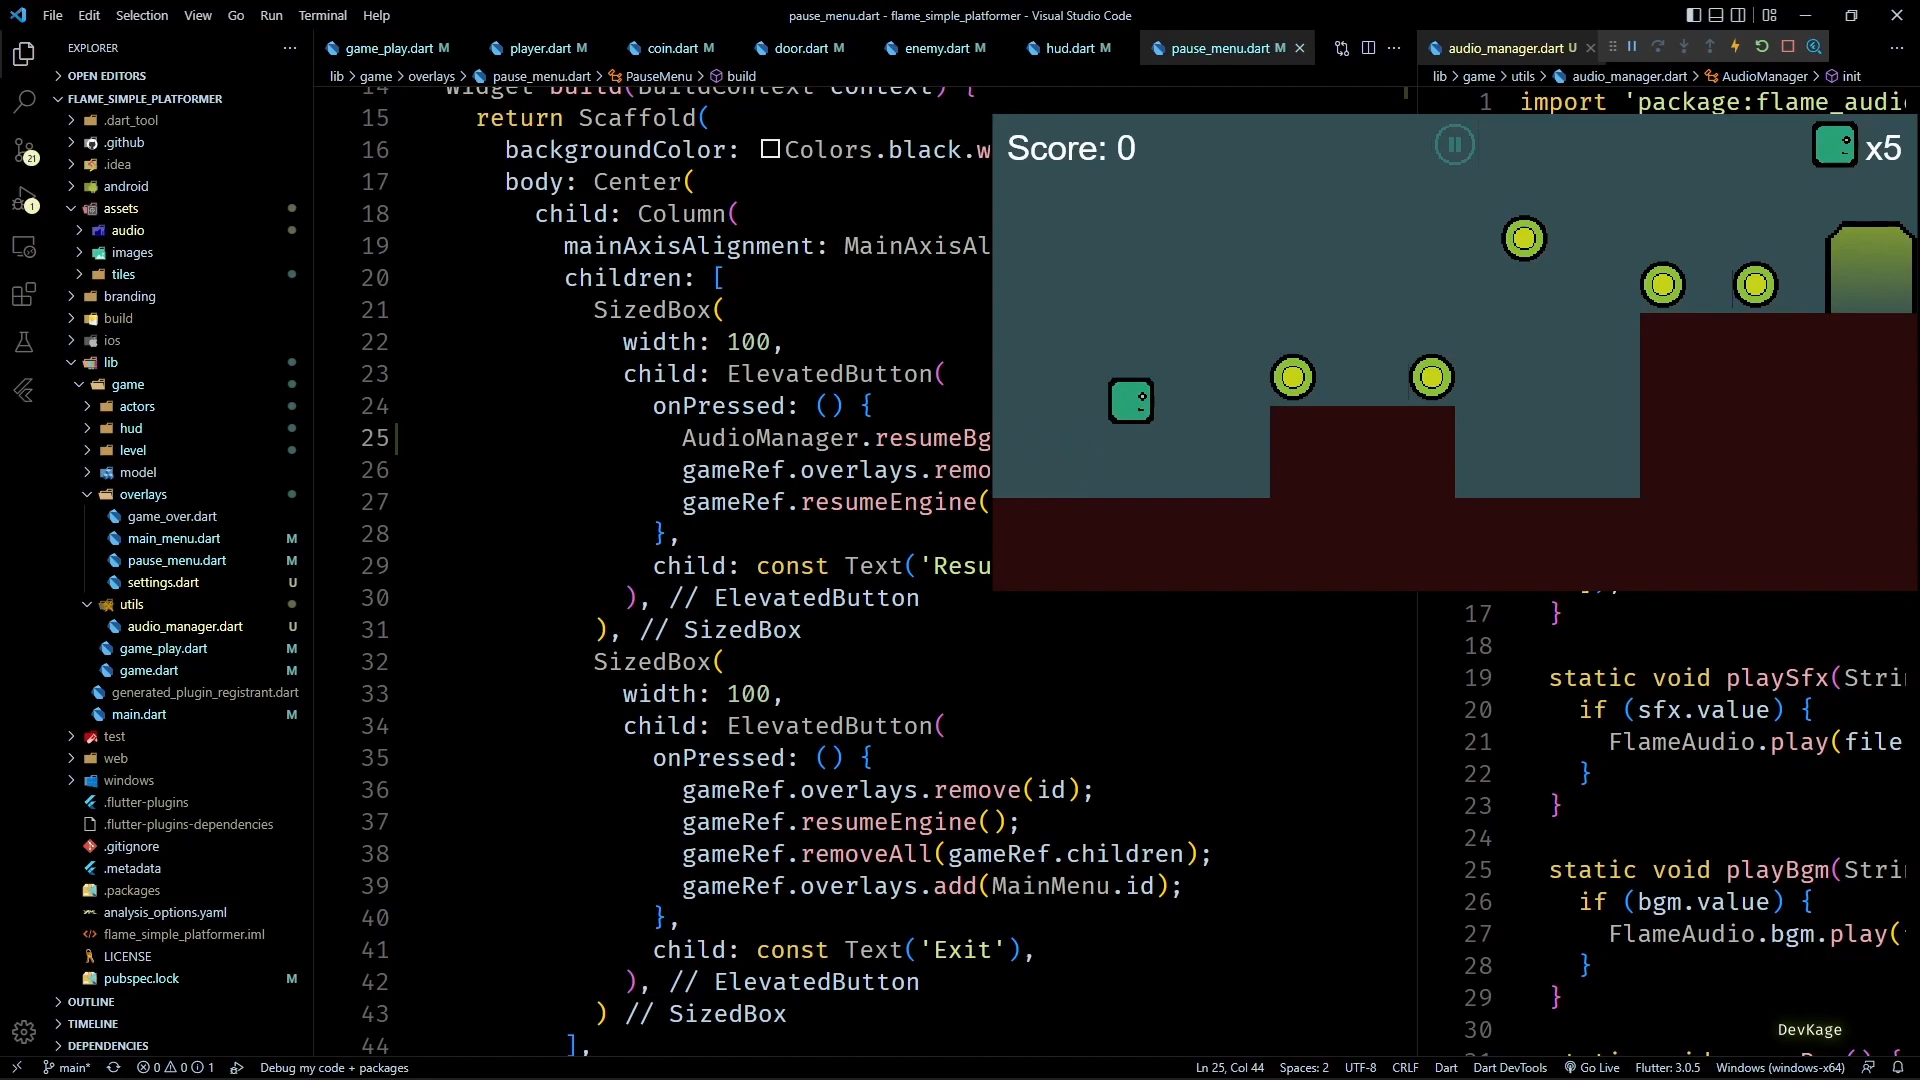 File Edit Selection View Go Run Terminal Help
pause_menu.dart - flame_simple_platformer - Visual Studio Code
EXPLORER
OPEN EDITORS
FLAME_SIMPLE_PLATFORMER
.dart_tool
.github
.idea
android
assets
audio
images
tiles
branding
build
ios
lib
game
actors
hud
level
model
overlays
game_over.dart
main_menu.dart M
pause_menu.dart M
settings.dart U
utils
audio_manager.dart U
game_play.dart M
game.dart M
generated_plugin_registrant.dart
main.dart M
test
web
windows
.flutter-plugins
.flutter-plugins-dependencies
.gitignore
.metadata
.packages
analysis_options.yaml
flame_simple_platformer.iml
LICENSE
pubspec.lock M
OUTLINE
TIMELINE
DEPENDENCIES
21
1
game_play.dart M player.dart M coin.dart M door.dart M enemy.dart M hud.dart M pause_menu.dart M
lib > game > overlays > pause_menu.dart > PauseMenu > build
14 Widget build(BuildContext context) {
15 return Scaffold(
16 backgroundColor: Colors.black.w
17 body: Center(
18 child: Column(
19 mainAxisAlignment: MainAxisAl
20 children: [
21 SizedBox(
22 width: 100,
23 child: ElevatedButton(
24 onPressed: () {
25 AudioManager.resumeBg
26 gameRef.overlays.remo
27 gameRef.resumeEngine(
28 },
29 child: const Text('Resu
30 ), // ElevatedButton
31 ), // SizedBox
32 SizedBox(
33 width: 100,
34 child: ElevatedButton(
35 onPressed: () {
36 gameRef.overlays.remove(id);
37 gameRef.resumeEngine();
38 gameRef.removeAll(gameRef.children);
39 gameRef.overlays.add(MainMenu.id);
40 },
41 child: const Text('Exit'),
42 ), // ElevatedButton
43 ) // SizedBox
44 ],
audio_manager.dart U
lib > game > utils > audio_manager.dart > AudioManager > init
1 import 'package:flame_audi
Score: 0
x5
17 }
18
19 static void playSfx(Stri
20 if (sfx.value) {
21 FlameAudio.play(file
22 }
23 }
24
25 static void playBgm(Stri
26 if (bgm.value) {
27 FlameAudio.bgm.play(
28 }
29 }
30
DevKage
main* 0 0 1 Debug my code + packages
Ln 25, Col 44 Spaces: 2 UTF-8 CRLF Dart Dart DevTools Go Live Flutter: 3.0.5 Windows (windows-x64)